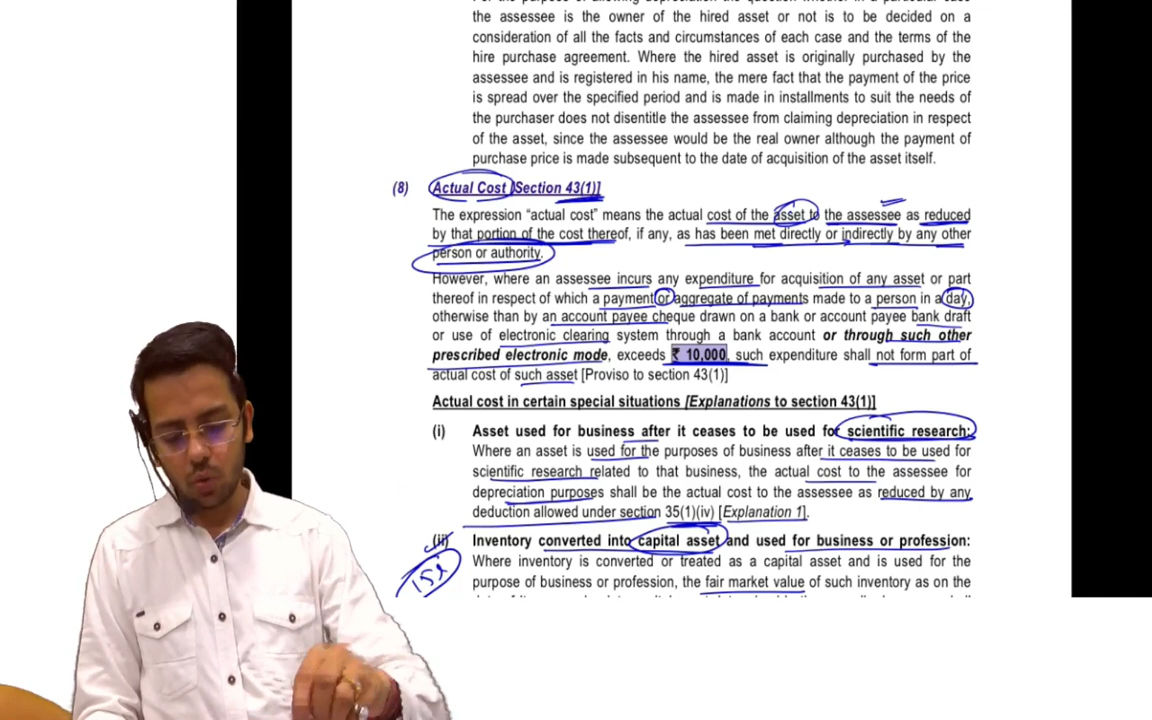 the assessee is the owner of the hired asset or not is to be decided on a
consideration of all the facts and circumstances of each case and the terms of the
hire purchase agreement. Where the hired asset is originally purchased by the
assessee and is registered in his name, the mere fact that the payment of the price
is spread over the specified period and is made in installments to suit the needs of
the purchaser does not disentitle the assessee from claiming depreciation in respect
of the asset, since the assessee would be the real owner although the payment of
purchase price is made subsequent to the date of acquisition of the asset itself.
(8) Actual Cost [Section 43(1)]
The expression "actual cost" means the actual cost of the asset to the assessee as reduced
by that portion of the cost thereof, if any, as has been met directly or indirectly by any other
person or authority.
However, where an assessee incurs any expenditure for acquisition of any asset or part
thereof in respect of which a payment or aggregate of payments made to a person in a day,
otherwise than by an account payee cheque drawn on a bank or account payee bank draft
or use of electronic clearing system through a bank account or through such other
prescribed electronic mode, exceeds ₹ 10,000, such expenditure shall not form part of
actual cost of such asset [Proviso to section 43(1)]
Actual cost in certain special situations [Explanations to section 43(1)]
(i) Asset used for business after it ceases to be used for scientific research:
Where an asset is used for the purposes of business after it ceases to be used for
scientific research related to that business, the actual cost to the assessee for
depreciation purposes shall be the actual cost to the assessee as reduced by any
deduction allowed under section 35(1)(iv) [Explanation 1].
(ii) Inventory converted into capital asset and used for business or profession:
Where inventory is converted or treated as a capital asset and is used for the
purpose of business or profession, the fair market value of such inventory as on the